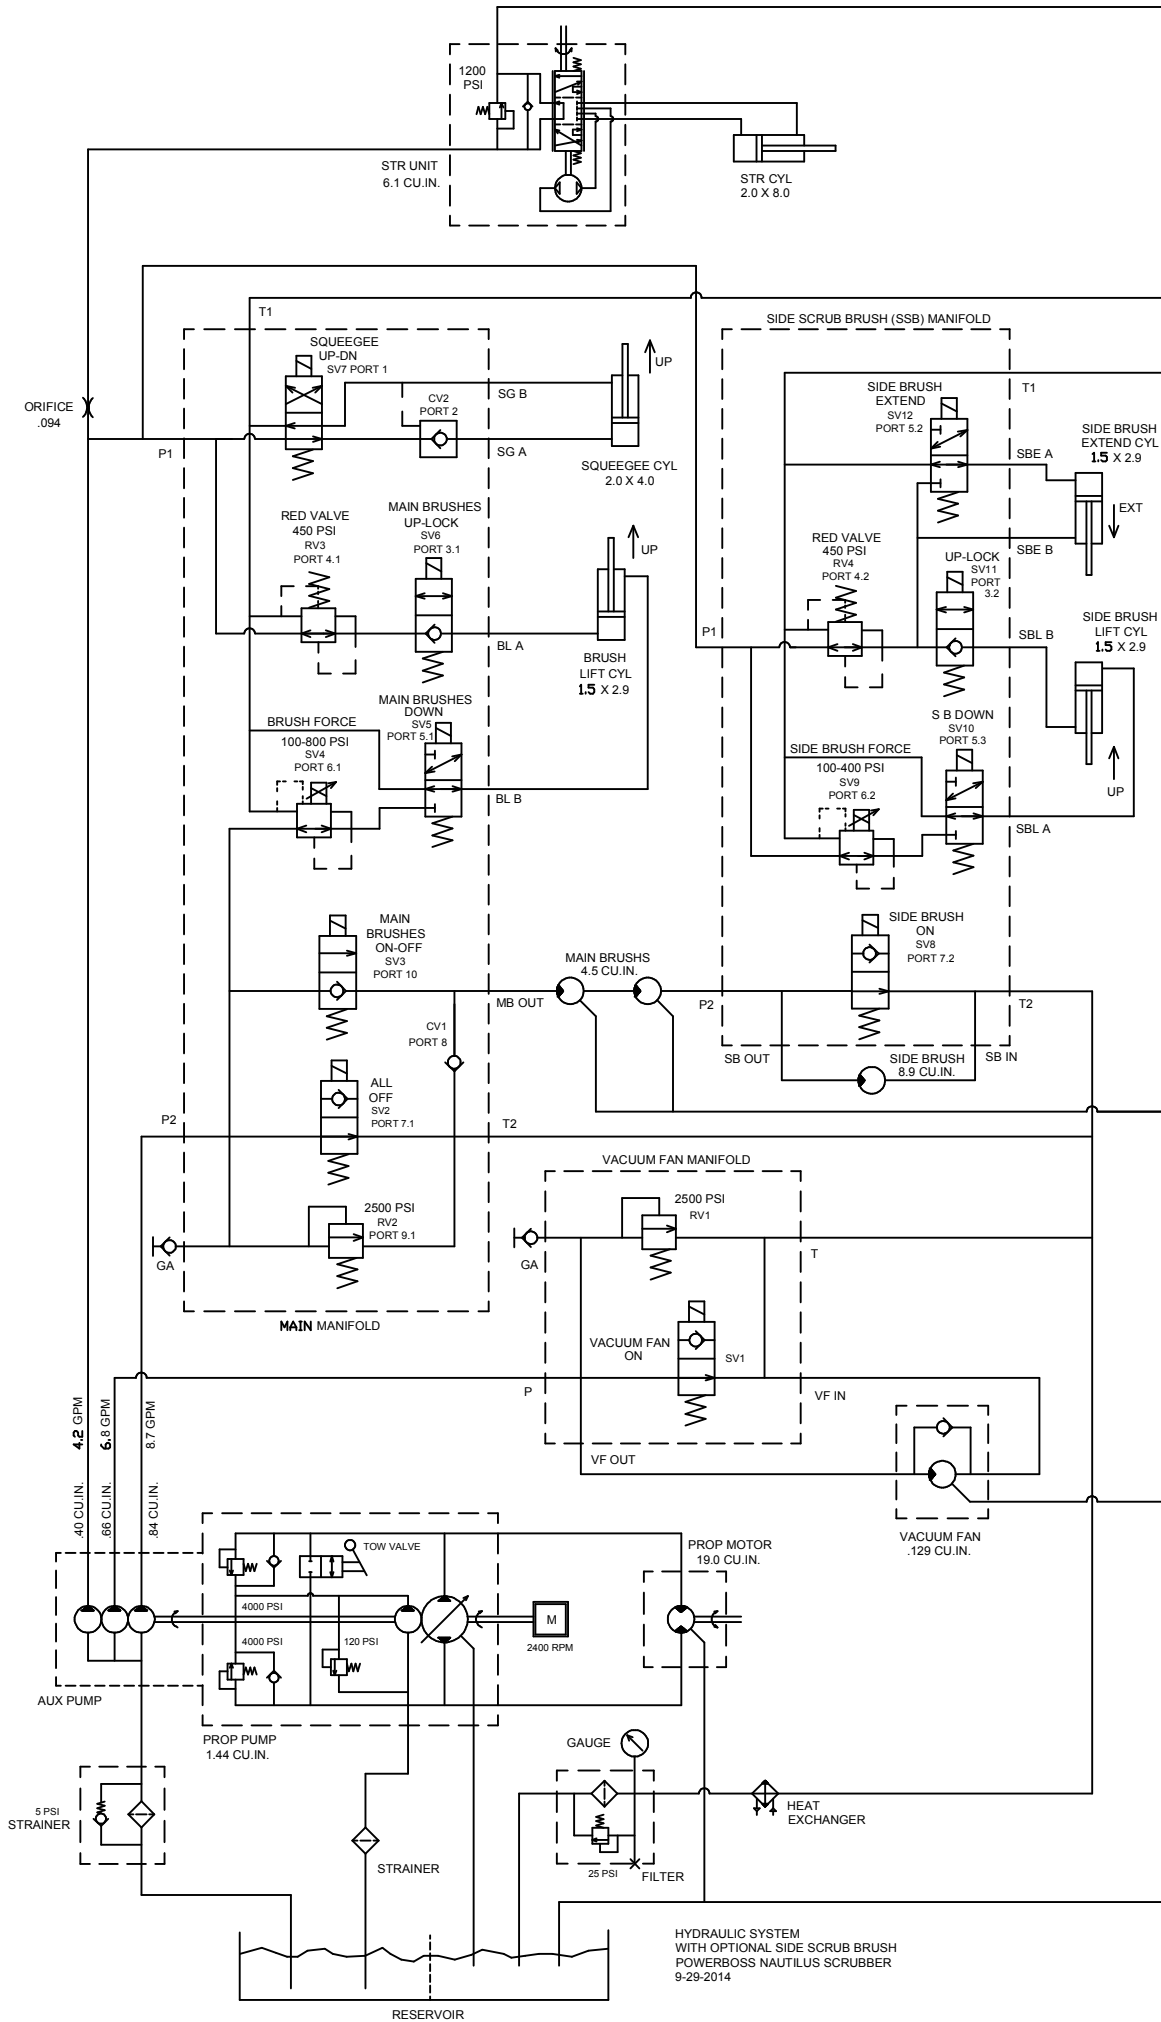 1200
PSI
STR UNIT
6.1 CU.IN.
STR CYL
2.0 X 8.0
T1
SQUEEGEE
UP-DN
SV7 PORT 1
UP
SG B
CV2
PORT 2
ORIFICE
.094
P1
SG A
SQUEEGEE CYL
2.0 X 4.0
RED VALVE
450 PSI
RV3
PORT 4.1
MAIN BRUSHES
UP-LOCK
SV6
PORT 3.1
UP
BL A
BRUSH
LIFT CYL
1.5 X 2.9
BRUSH FORCE
100-800 PSI
SV4
PORT 6.1
MAIN BRUSHES
DOWN
SV5
PORT 5.1
BL B
MAIN
BRUSHES
ON-OFF
SV3
PORT 10
MB OUT
CV1
PORT 8
ALL
OFF
SV2
PORT 7.1
P2
T2
2500 PSI
RV2
PORT 9.1
GA
MAIN MANIFOLD
SIDE SCRUB BRUSH (SSB) MANIFOLD
SIDE BRUSH
EXTEND
SV12
PORT 5.2
T1
SIDE BRUSH
EXTEND CYL
1.5 X 2.9
SBE A
EXT
RED VALVE
450 PSI
RV4
PORT 4.2
SBE B
UP-LOCK
SV11
PORT
3.2
P1
SBL B
SIDE BRUSH
LIFT CYL
1.5 X 2.9
S B DOWN
SV10
PORT 5.3
SIDE BRUSH FORCE
100-400 PSI
SV9
PORT 6.2
UP
SBL A
SIDE BRUSH
ON
SV8
PORT 7.2
MAIN BRUSHS
4.5 CU.IN.
P2
T2
SB OUT
SIDE BRUSH
8.9 CU.IN.
SB IN
VACUUM FAN MANIFOLD
2500 PSI
RV1
GA
T
VACUUM FAN
ON
SV1
P
VF IN
VF OUT
VACUUM FAN
.129 CU.IN.
4.2 GPM
6.8 GPM
8.7 GPM
.40 CU.IN.
.66 CU.IN.
.84 CU.IN.
TOW VALVE
4000 PSI
4000 PSI
120 PSI
M
2400 RPM
PROP MOTOR
19.0 CU.IN.
AUX PUMP
PROP PUMP
1.44 CU.IN.
GAUGE
5 PSI
STRAINER
STRAINER
25 PSI
FILTER
HEAT
EXCHANGER
RESERVOIR
HYDRAULIC SYSTEM
WITH OPTIONAL SIDE SCRUB BRUSH
POWERBOSS NAUTILUS SCRUBBER
9-29-2014